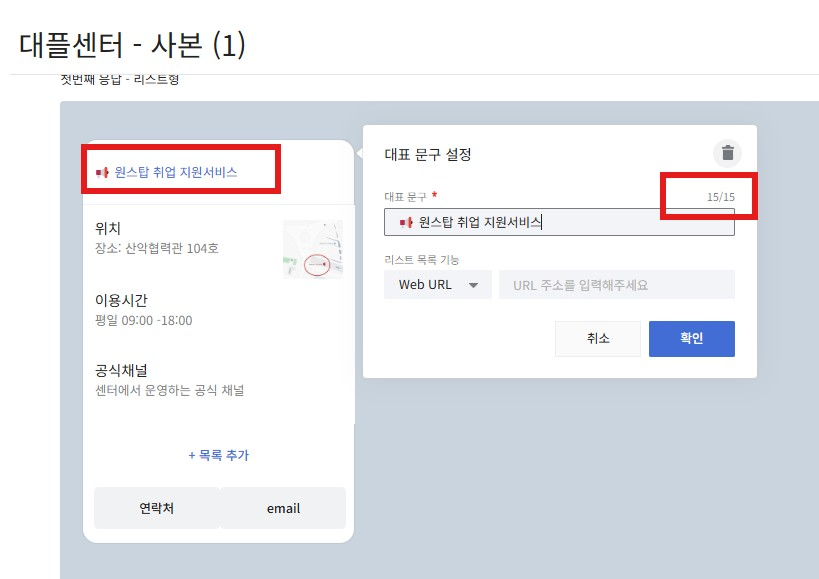 대플센터 - 사본 (1)
첫번째 응답 - 리스트형
📢 원스탑 취업 지원서비스
위치
장소: 산악협력관 104호
이용시간
평일 09:00 -18:00
공식채널
센터에서 운영하는 공식 채널
+ 목록 추가
연락처
email
대표 문구 설정
대표 문구 *
15/15
📢 원스탑 취업 지원서비스
리스트 목록 기능
Web URL
URL 주소를 입력해주세요
취소
확인